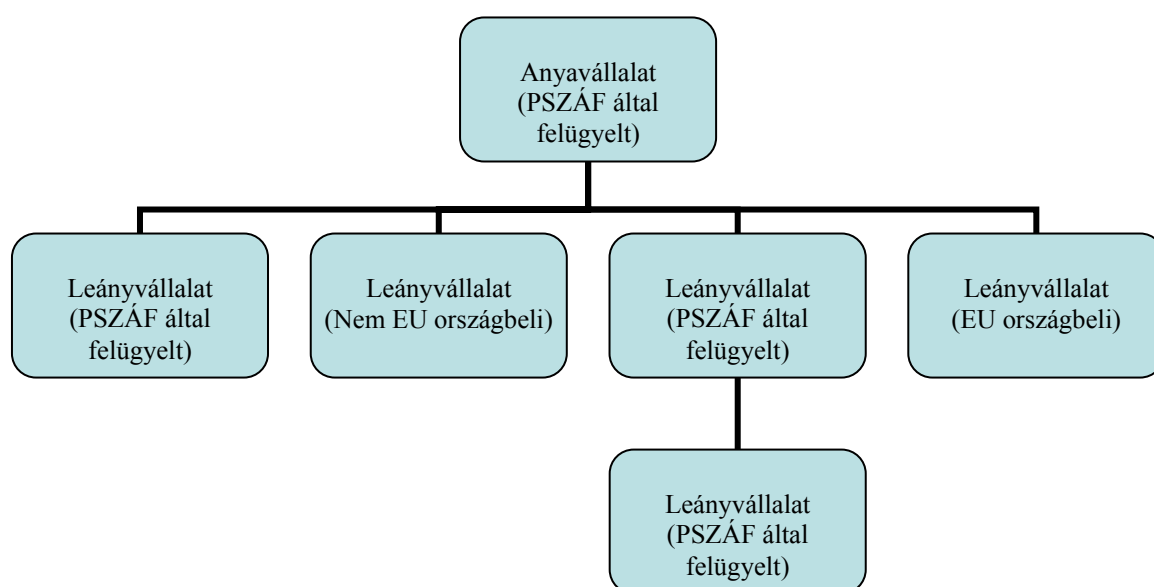 Anyavállalat
(PSZÁF által
felügyelt)
Leányvállalat
(PSZÁF által
felügyelt)
Leányvállalat
(Nem EU országbeli)
Leányvállalat
(PSZÁF által
felügyelt)
Leányvállalat
(EU országbeli)
Leányvállalat
(PSZÁF által
felügyelt)